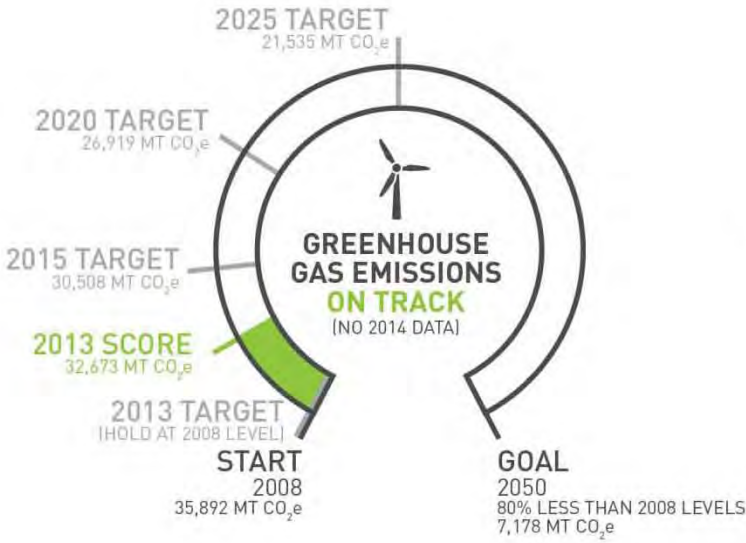 2025 TARGET
21,535 MT CO₂e
2020 TARGET
26,919 MT CO₂e
GREENHOUSE
GAS EMISSIONS
ON TRACK
(NO 2014 DATA)
2015 TARGET
30,508 MT CO₂e
2013 SCORE
32,673 MT CO₂e
2013 TARGET
(HOLD AT 2008 LEVEL)
START
2008
35,892 MT CO₂e
GOAL
2050
80% LESS THAN 2008 LEVELS
7,178 MT CO₂e